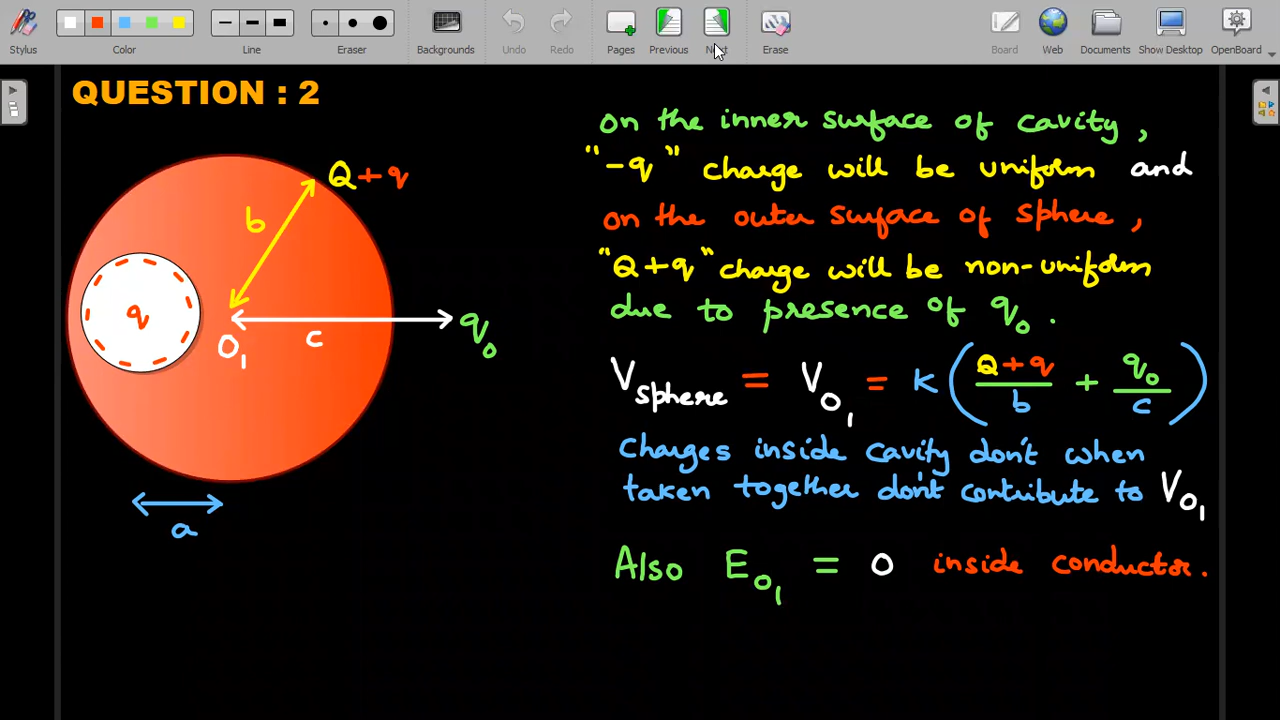 Stylus Color Line Eraser Backgrounds Undo Redo Pages Previous Next Erase Board Web Documents Show Desktop OpenBoard
QUESTION : 2
Q+q
b
q
O1
c
q0
a
on the inner surface of cavity,
"-q" charge will be uniform and
on the outer surface of sphere,
"Q+q" charge will be non-uniform
due to presence of q0.
Vsphere = VO1 = K(Q+q/b + q0/c)
Charges inside cavity don't when
taken together don't contribute to VO1
Also EO1 = 0 inside conductor.